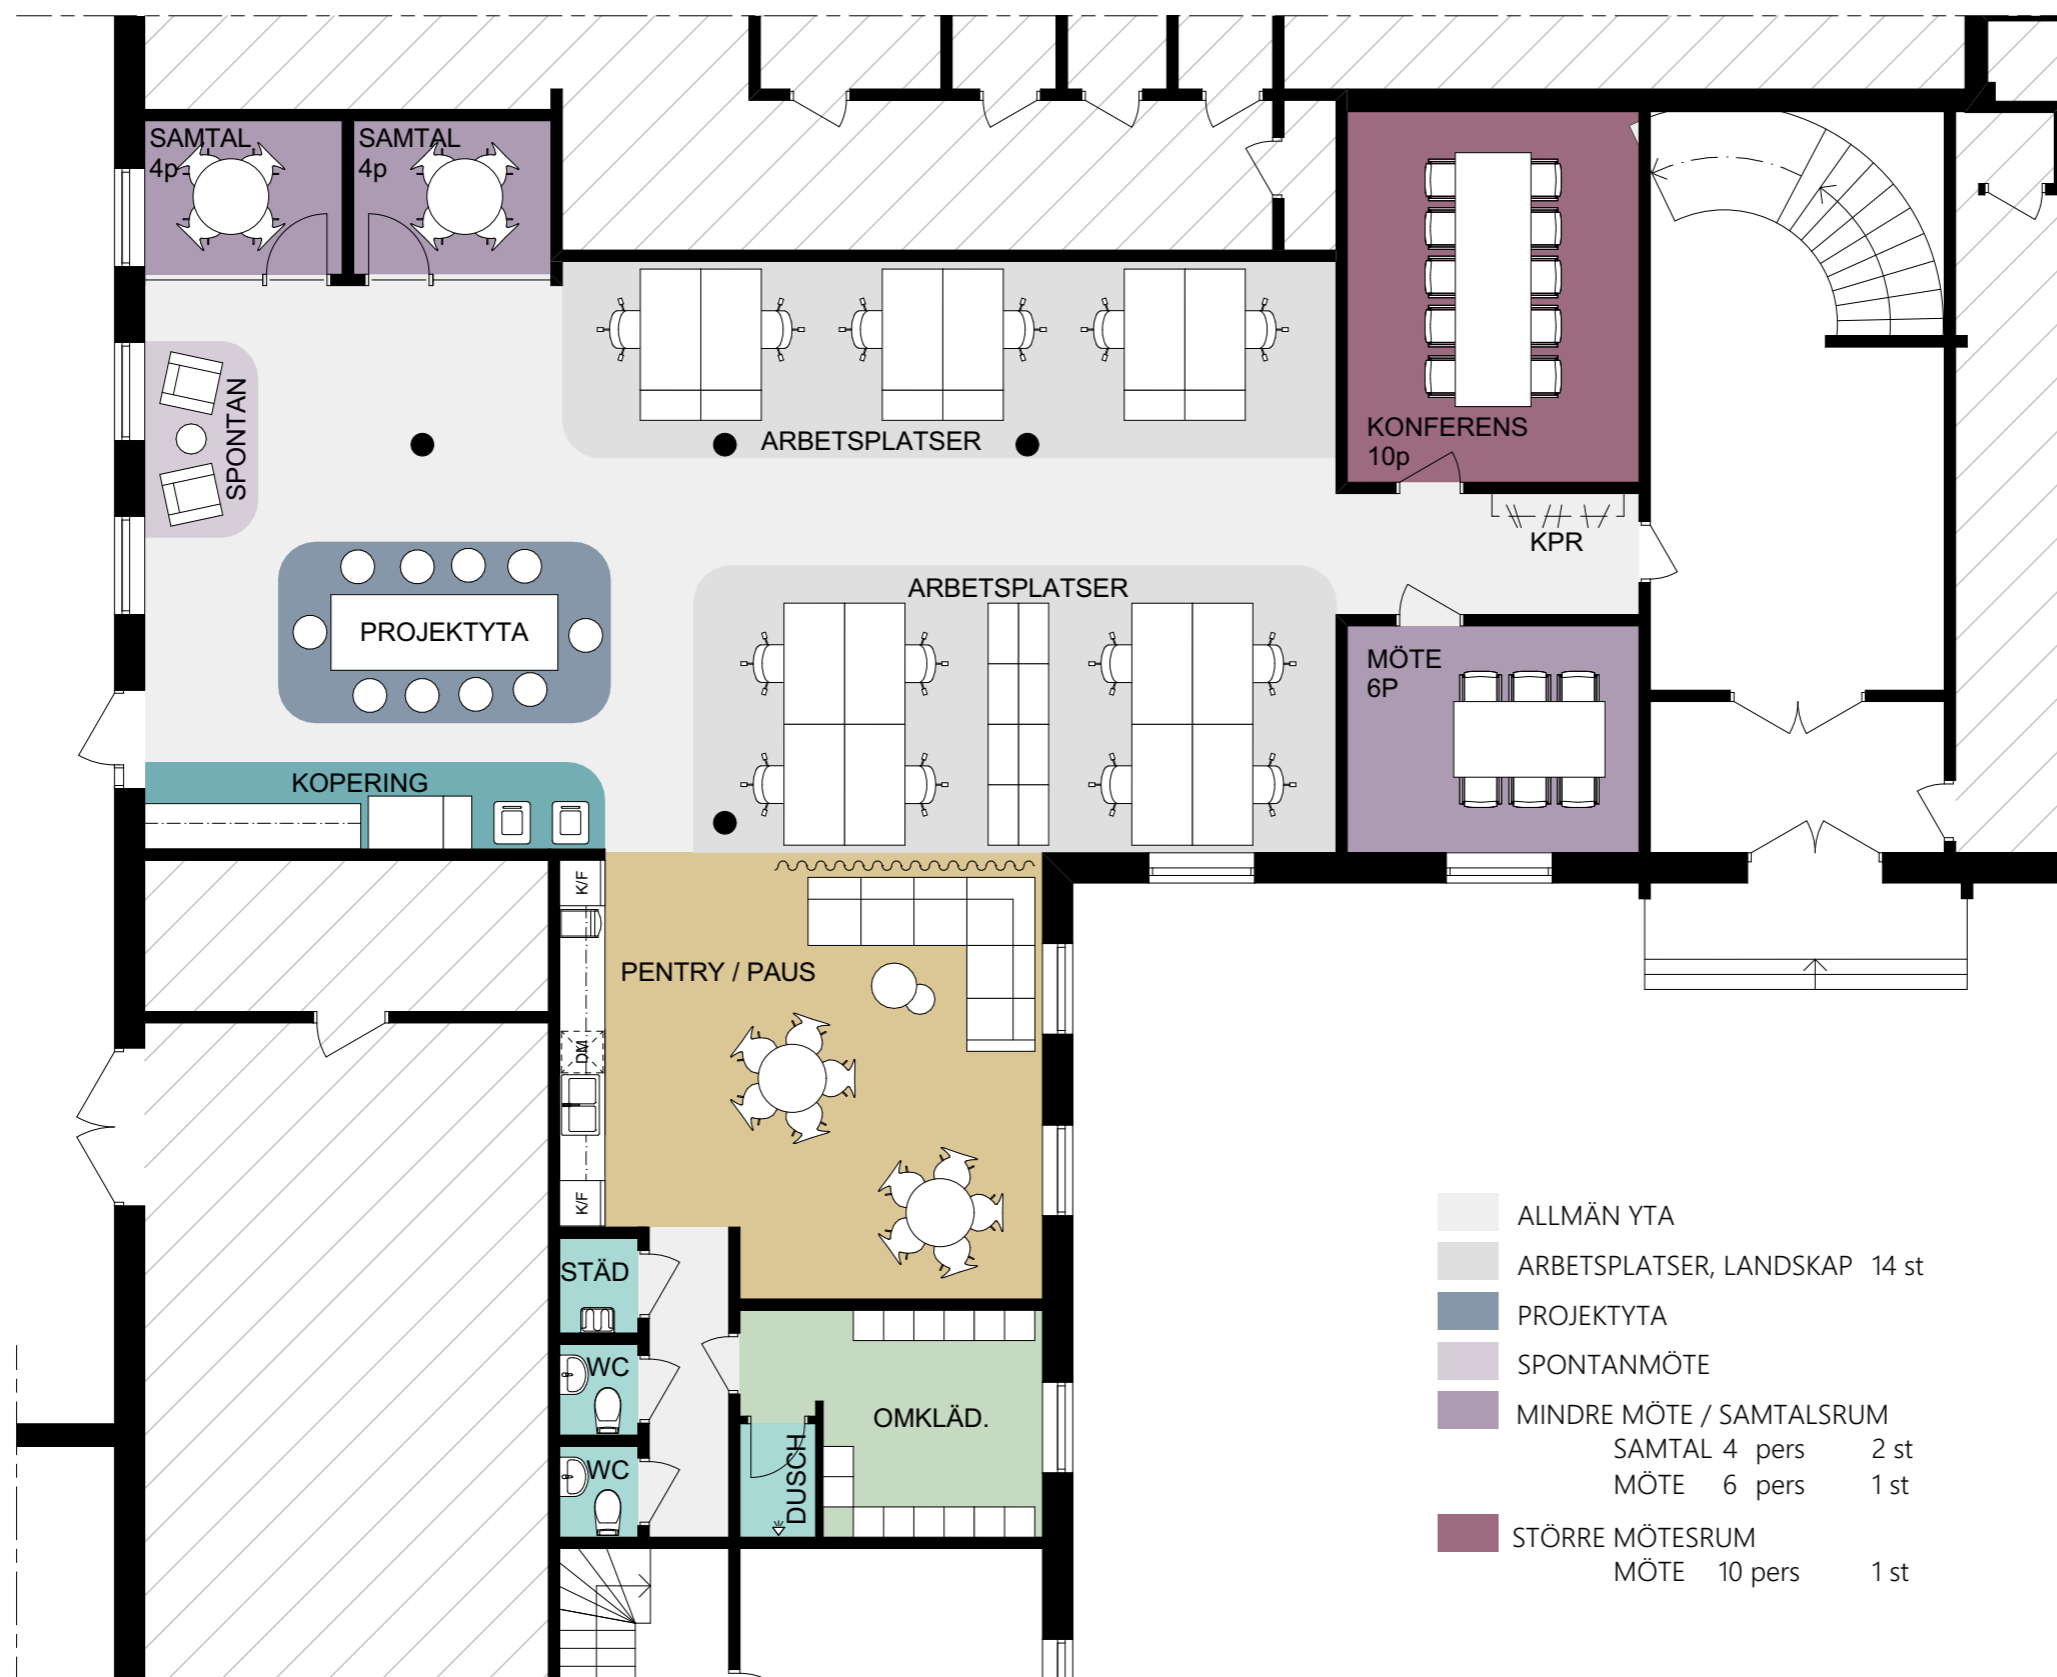 SAMTAL
4p
SAMTAL
4p
SPONTAN
ARBETSPLATSER
KONFERENS
10p
KPR
ARBETSPLATSER
PROJEKTYTA
MÖTE
6P
KOPERING
K/F
PENTRY / PAUS
DM
K/F
STÄD
WC
WC
DUSCH
OMKLÄD.
ALLMÄN YTA
ARBETSPLATSER, LANDSKAP 14 st
PROJEKTYTA
SPONTANMÖTE
MINDRE MÖTE / SAMTALSRUM
SAMTAL 4 pers 2 st
MÖTE 6 pers 1 st
STÖRRE MÖTESRUM
MÖTE 10 pers 1 st